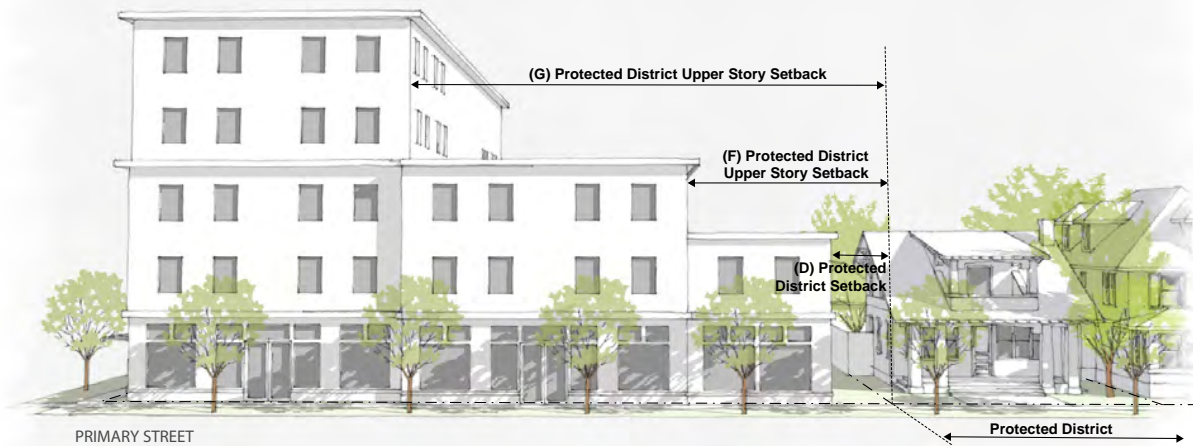 (G) Protected District Upper Story Setback
(F) Protected District
Upper Story Setback
(D) Protected
District Setback
PRIMARY STREET
Protected District